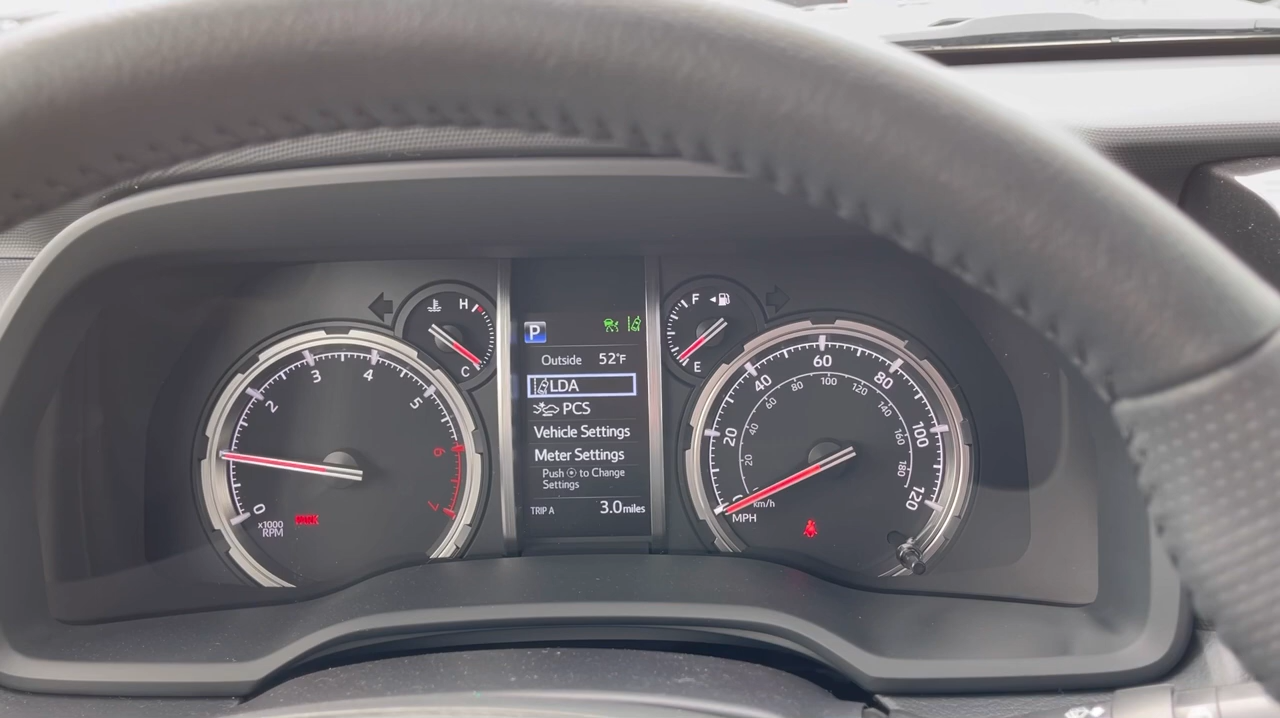 H
C
F
E
P
Outside 52°F
LDA
PCS
Vehicle Settings
Meter Settings
Push to Change
Settings
TRIP A 3.0miles
0
2
3
4
5
6
7
x1000
RPM
20
40
60
80
100
120
20
40
60
80
100
120
140
160
180
km/h
MPH